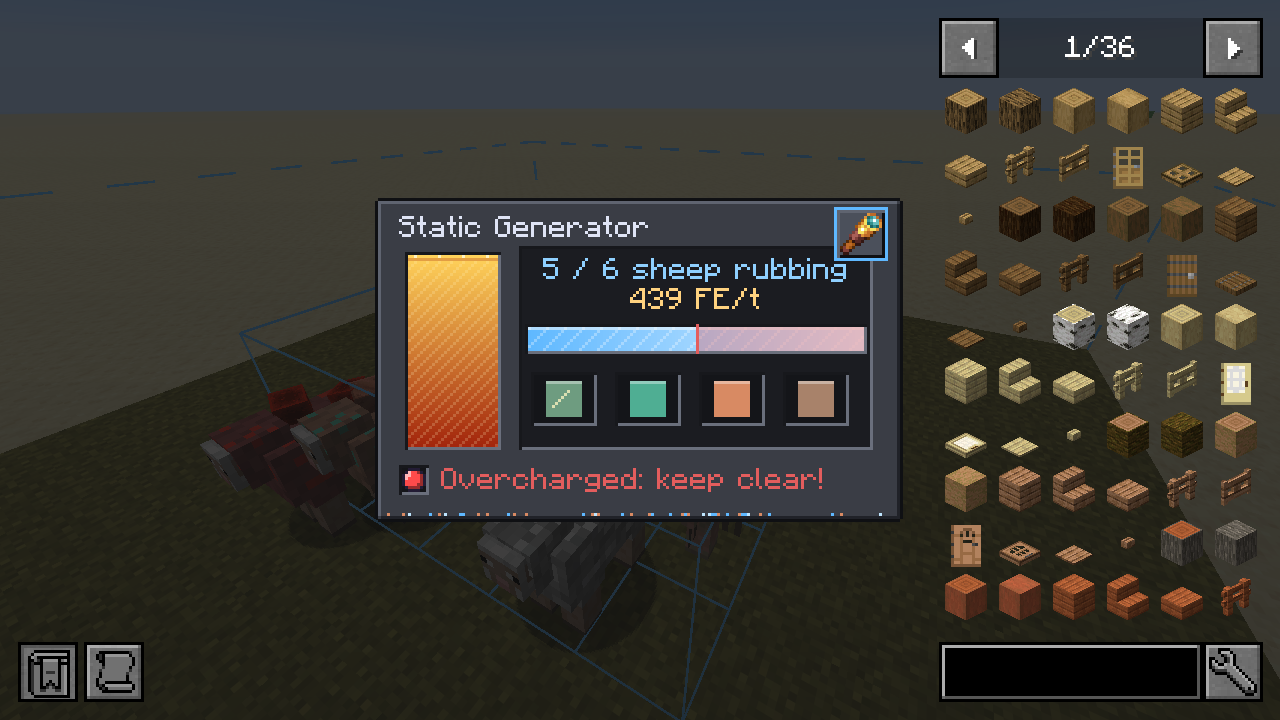 1/36
Static Generator
5 / 6 sheep rubbing
439 FE/t
Overcharged: keep clear!